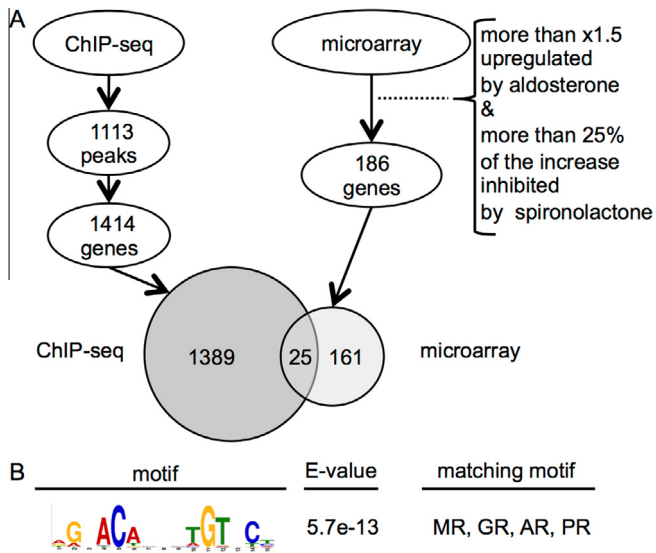 A
ChIP-seq
1113
peaks
1414
genes
microarray
more than x1.5
upregulated
by aldosterone
&
more than 25%
of the increase
inhibited
by spironolactone
186
genes
ChIP-seq
1389
25
161
microarray
B
motif
E-value
matching motif
G ACA TGT C
5.7e-13
MR, GR, AR, PR